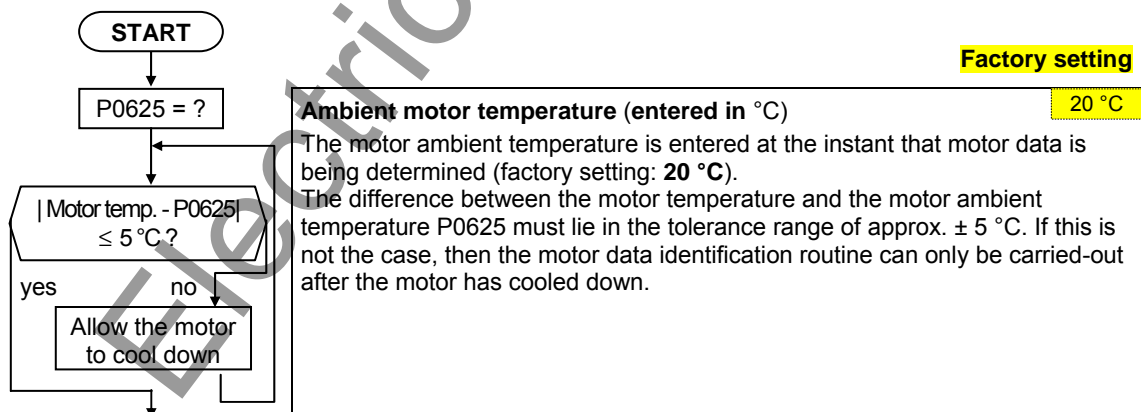 START
Factory setting
P0625 = ?
Ambient motor temperature (entered in °C)
20 °C
The motor ambient temperature is entered at the instant that motor data is
being determined (factory setting: 20 °C).
The difference between the motor temperature and the motor ambient
temperature P0625 must lie in the tolerance range of approx. ± 5 °C. If this is
not the case, then the motor data identification routine can only be carried-out
after the motor has cooled down.
| Motor temp. - P0625|
≤ 5 °C ?
yes
no
Allow the motor
to cool down
Electric